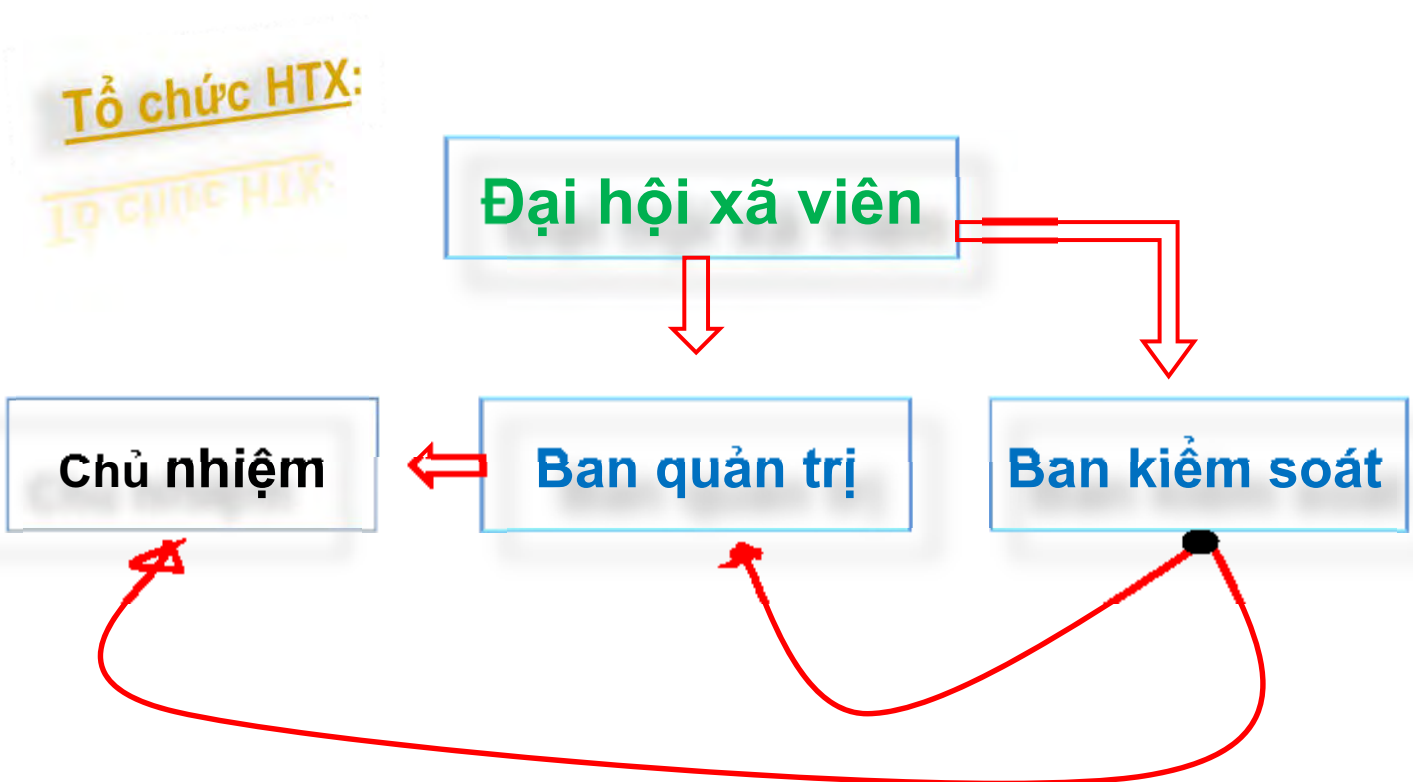 Tổ chức HTX:
Đại hội xã viên
Chủ nhiệm
Ban quản trị
Ban kiểm soát